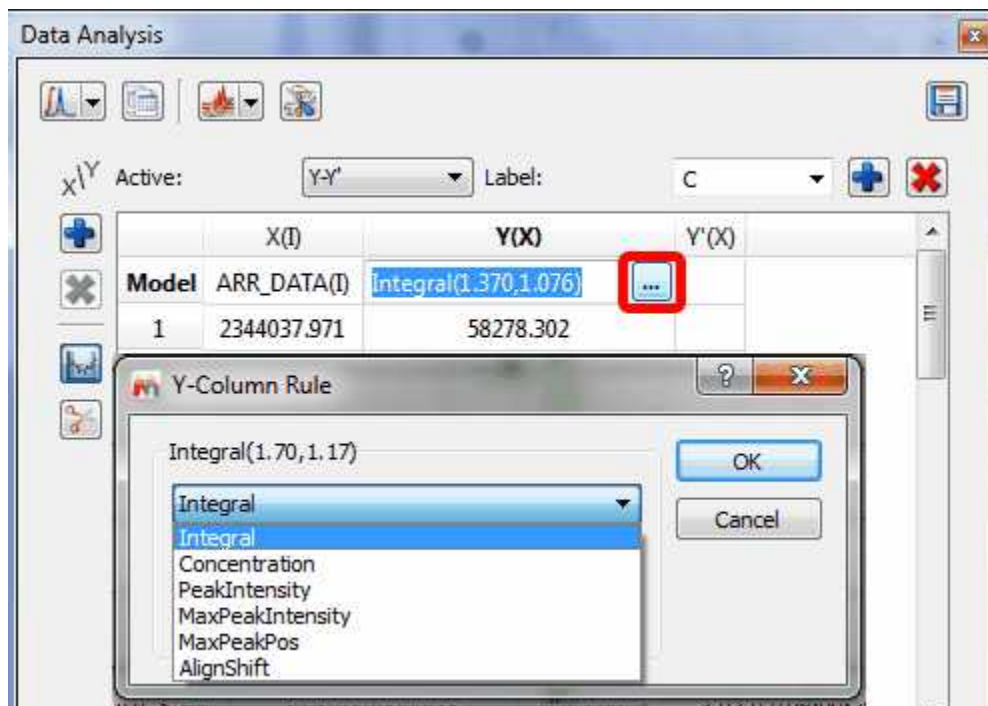 Data Analysis
X|Y Active: Y-Y' Label: C
X(I) Y(X) Y'(X)
Model ARR_DATA(I) Integral(1.370,1.076) ...
1 2344037.971 58278.302
Y-Column Rule ?
Integral(1.70,1.17)
Integral
OK
Integral
Concentration
Cancel
PeakIntensity
MaxPeakIntensity
MaxPeakPos
AlignShift